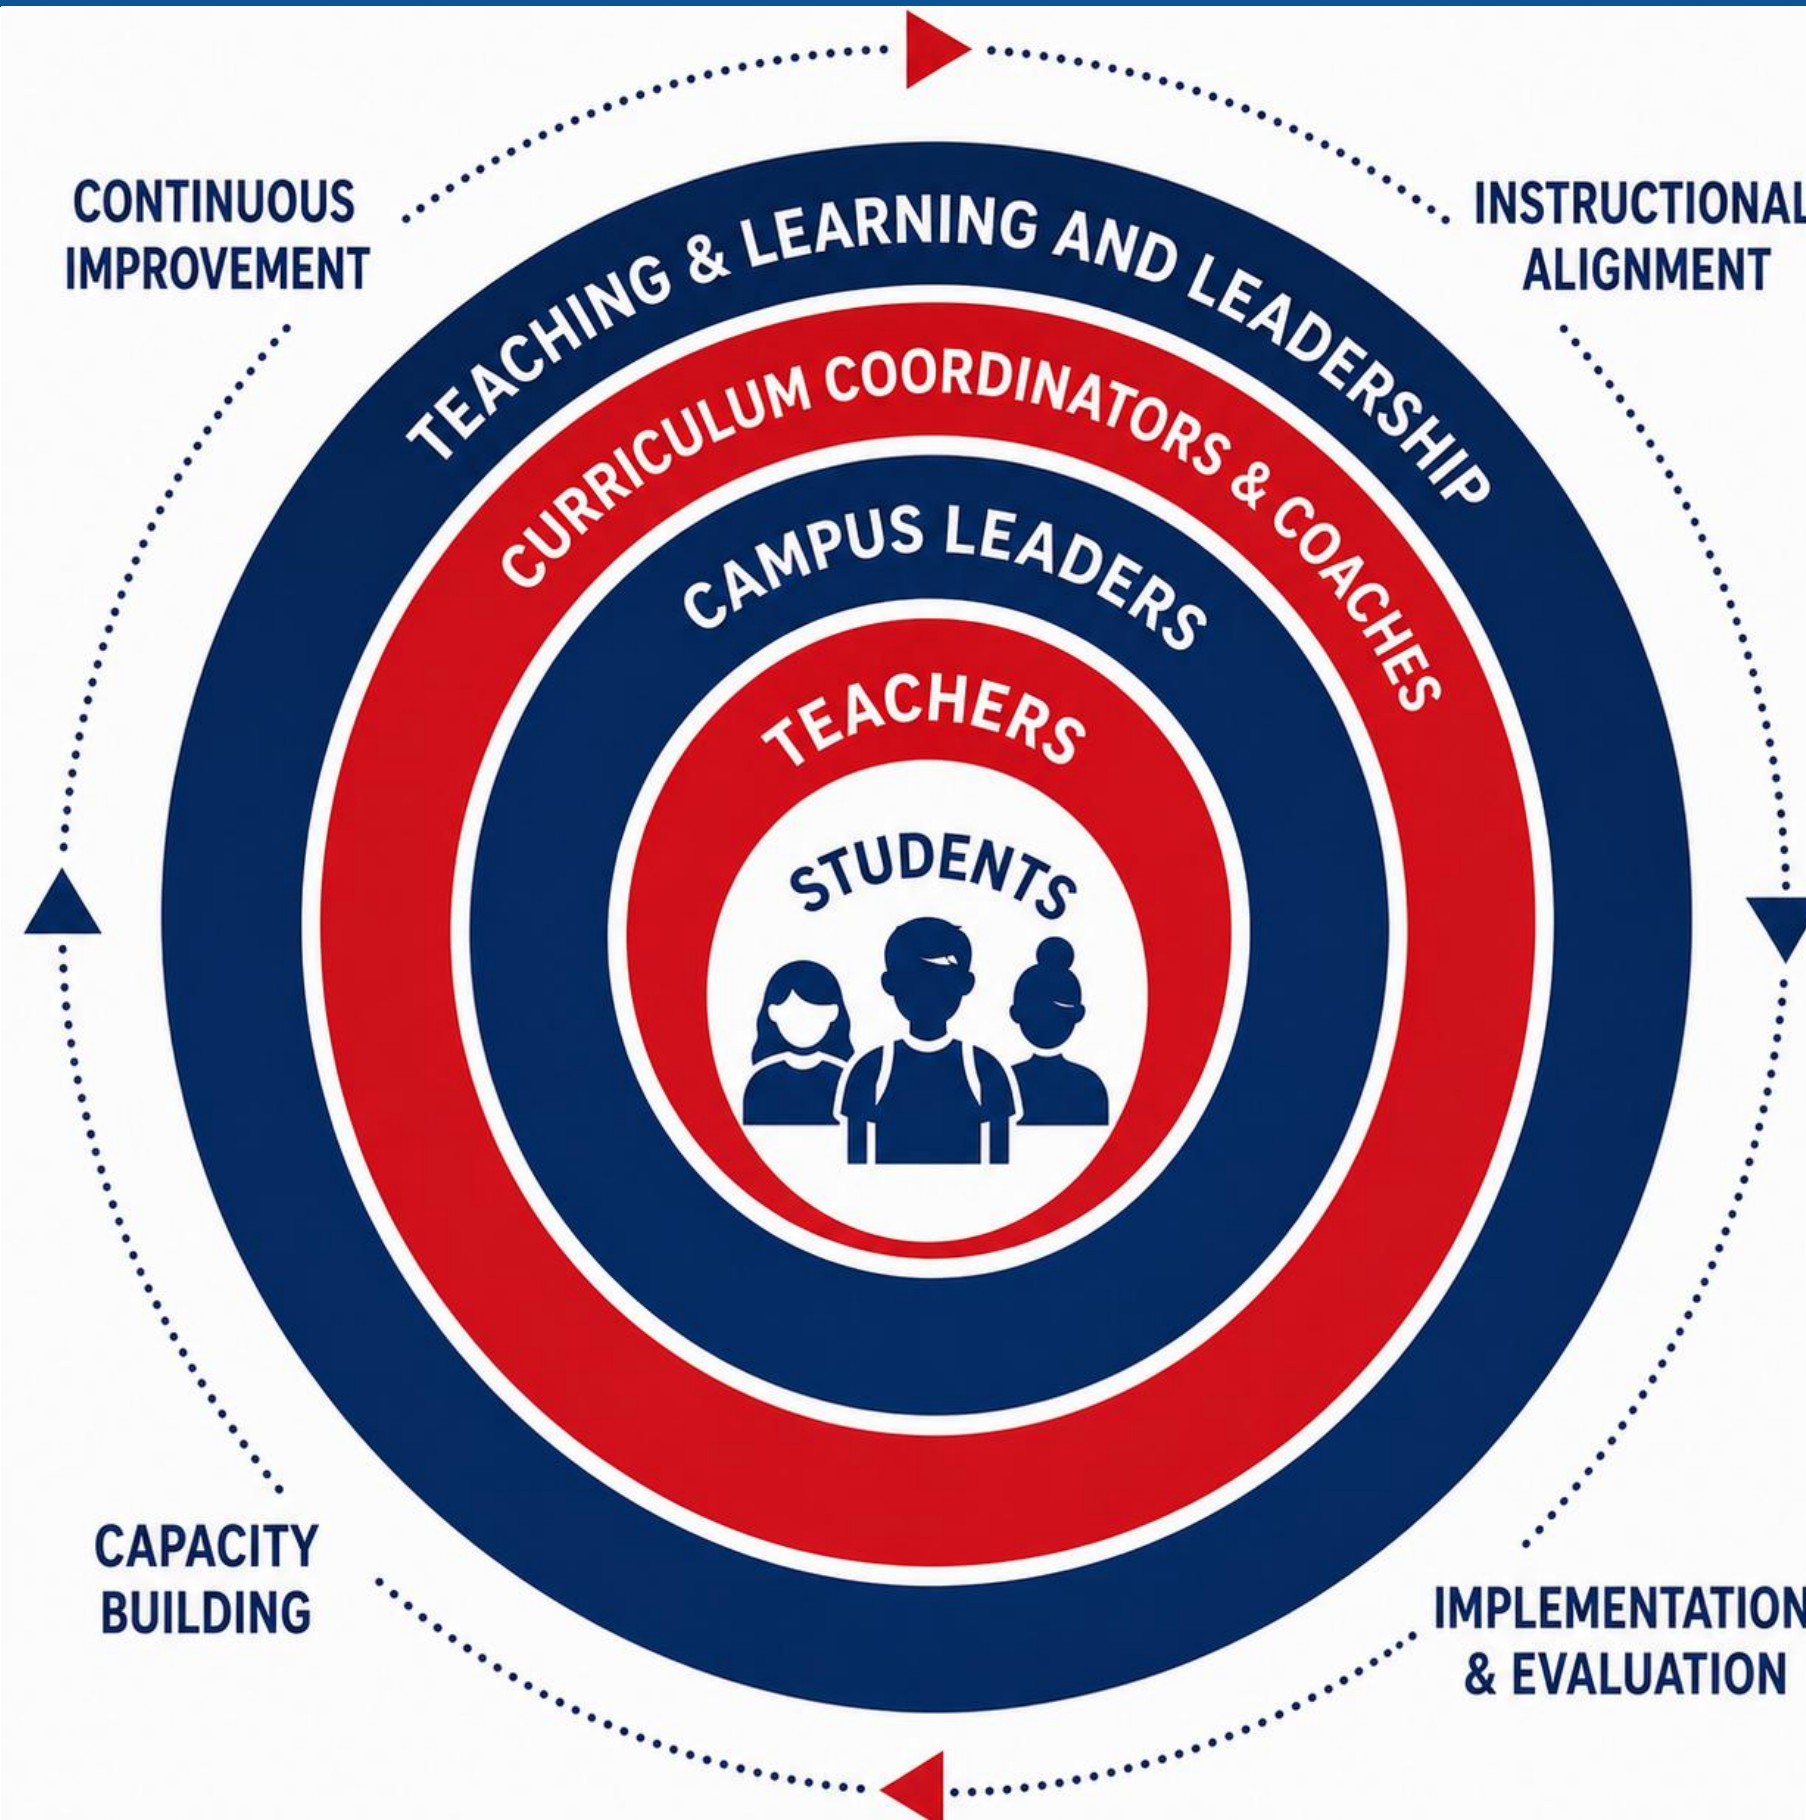 CONTINUOUS
IMPROVEMENT
INSTRUCTIONAL
ALIGNMENT
TEACHING & LEARNING AND LEADERSHIP
CURRICULUM COORDINATORS & COACHES
CAMPUS LEADERS
TEACHERS
STUDENTS
CAPACITY
BUILDING
IMPLEMENTATION
& EVALUATION